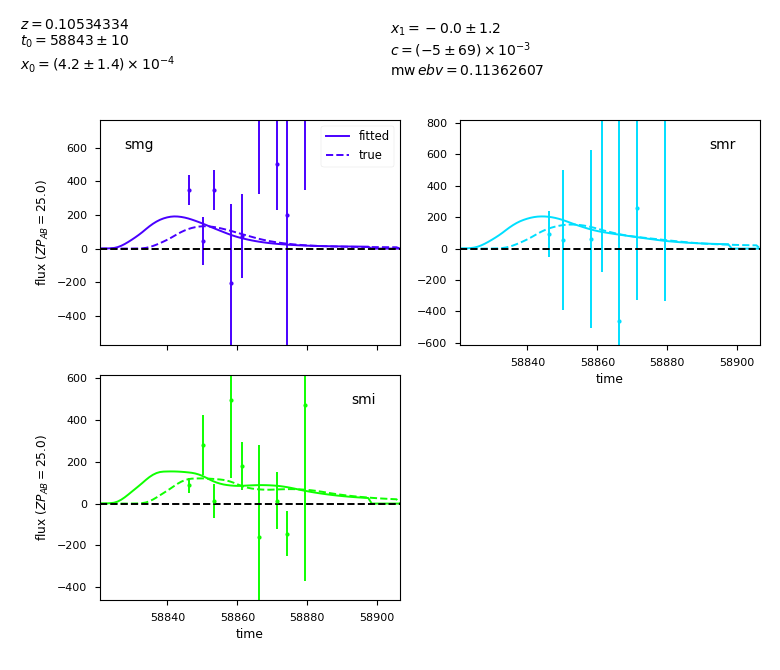 z = 0.10534334
t₀ = 58843 ± 10
x₀ = (4.2 ± 1.4) × 10⁻⁴
x₁ = − 0.0 ± 1.2
c = (−5 ± 69) × 10⁻³
mw ebv = 0.11362607
smg
fitted
true
600
400
200
0
−200
−400
flux (ZP_AB = 25.0)
smr
800
600
400
200
0
−200
−400
−600
58840 58860 58880 58900
time
smi
600
400
200
0
−200
−400
flux (ZP_AB = 25.0)
58840 58860 58880 58900
time